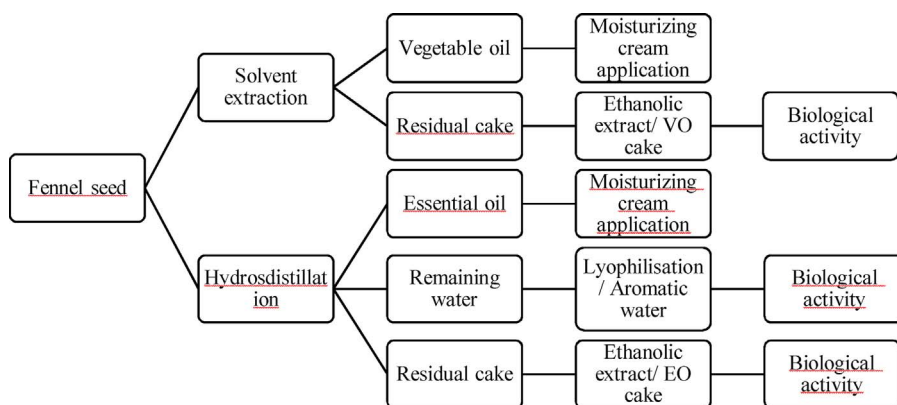 Vegetable oil
Moisturizing
cream
application
Solvent
extraction
Residual cake
Ethanolic
extract/ VO
cake
Biological
activity
Fennel seed
Essential oil
Moisturizing
cream
application
Hydrosdistillat
ion
Remaining
water
Lyophilisation
/ Aromatic
water
Biological
activity
Residual cake
Ethanolic
extract/ EO
cake
Biological
activity